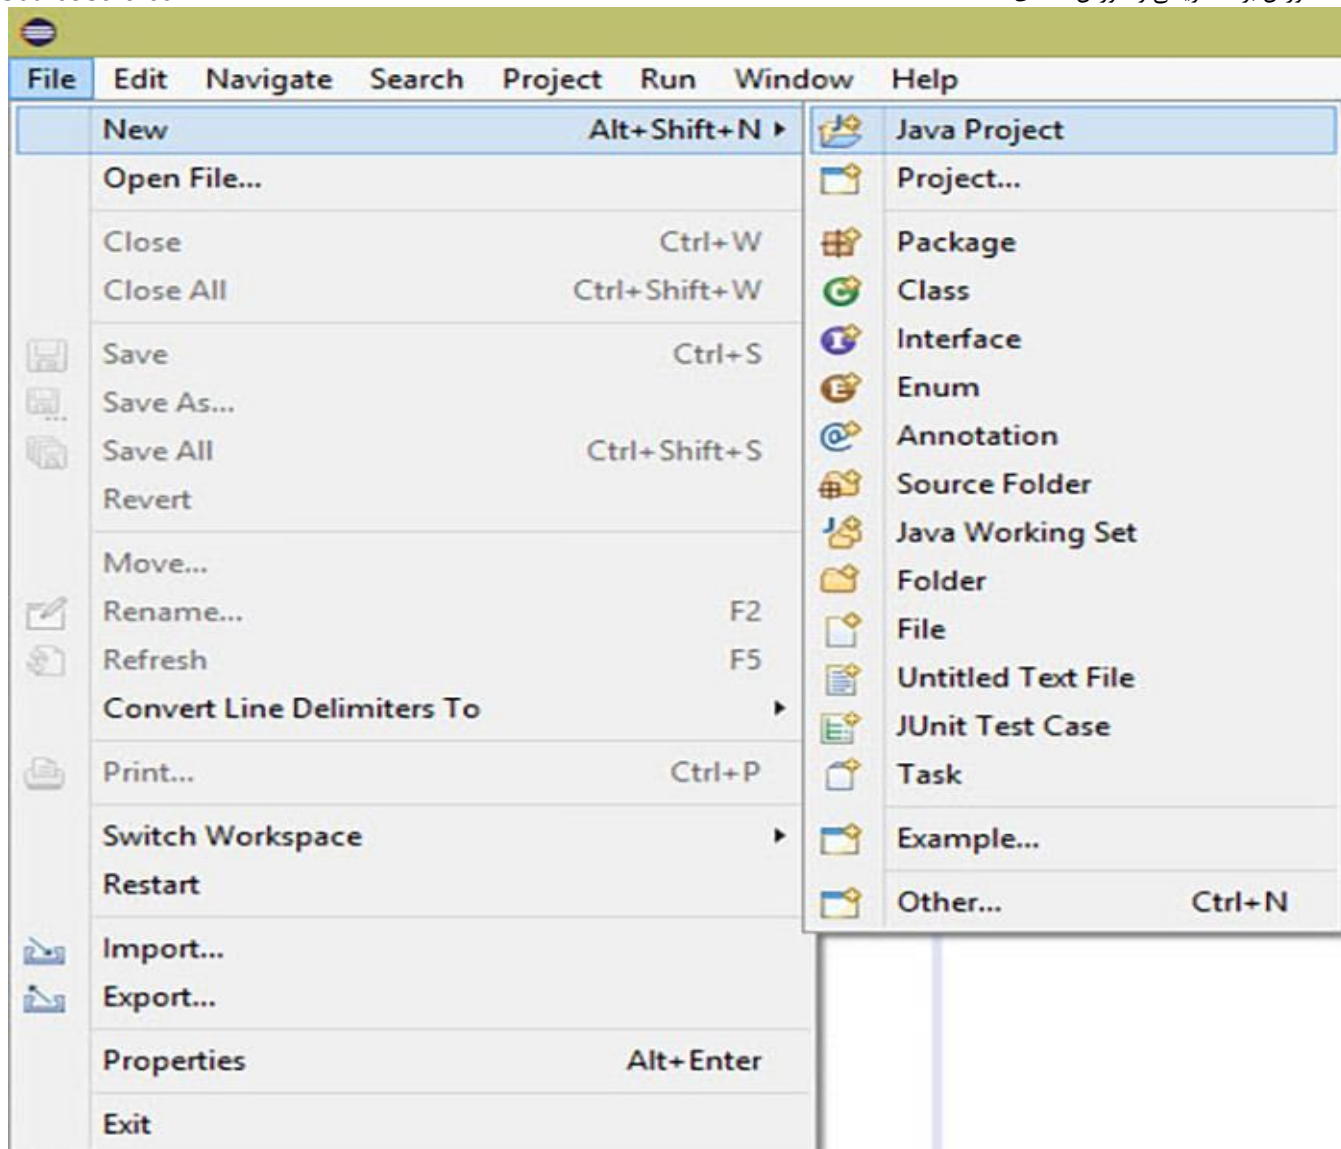 File Edit Navigate Search Project Run Window Help
New Alt+Shift+N
Open File...
Close Ctrl+W
Close All Ctrl+Shift+W
Save Ctrl+S
Save As...
Save All Ctrl+Shift+S
Revert
Move...
Rename... F2
Refresh F5
Convert Line Delimiters To
Print... Ctrl+P
Switch Workspace
Restart
Import...
Export...
Properties Alt+Enter
Exit
Java Project
Project...
Package
Class
Interface
Enum
Annotation
Source Folder
Java Working Set
Folder
File
Untitled Text File
JUnit Test Case
Task
Example...
Other... Ctrl+N